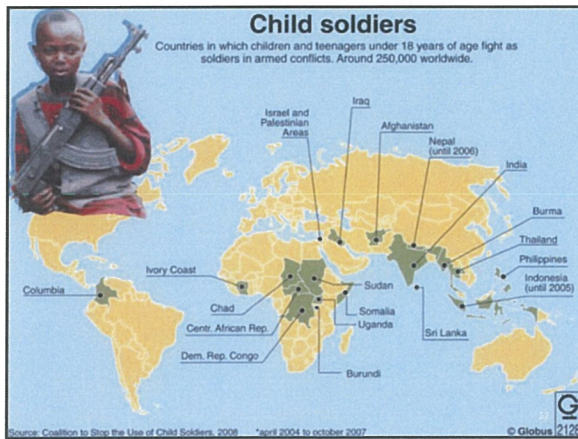 Child soldiers
Countries in which children and teenagers under 18 years of age fight as
soldiers in armed conflicts. Around 250,000 worldwide.
Israel and
Palestinian
Areas
Iraq
Afghanistan
Nepal
(until 2006)
India
Burma
Thailand
Philippines
Indonesia
(until 2005)
Ivory Coast
Columbia
Chad
Centr. African Rep.
Dem. Rep. Congo
Sudan
Somalia
Uganda
Burundi
Sri Lanka
Source: Coalition to Stop the Use of Child Soldiers, 2008
*april 2004 to october 2007
© Globus
G
2128